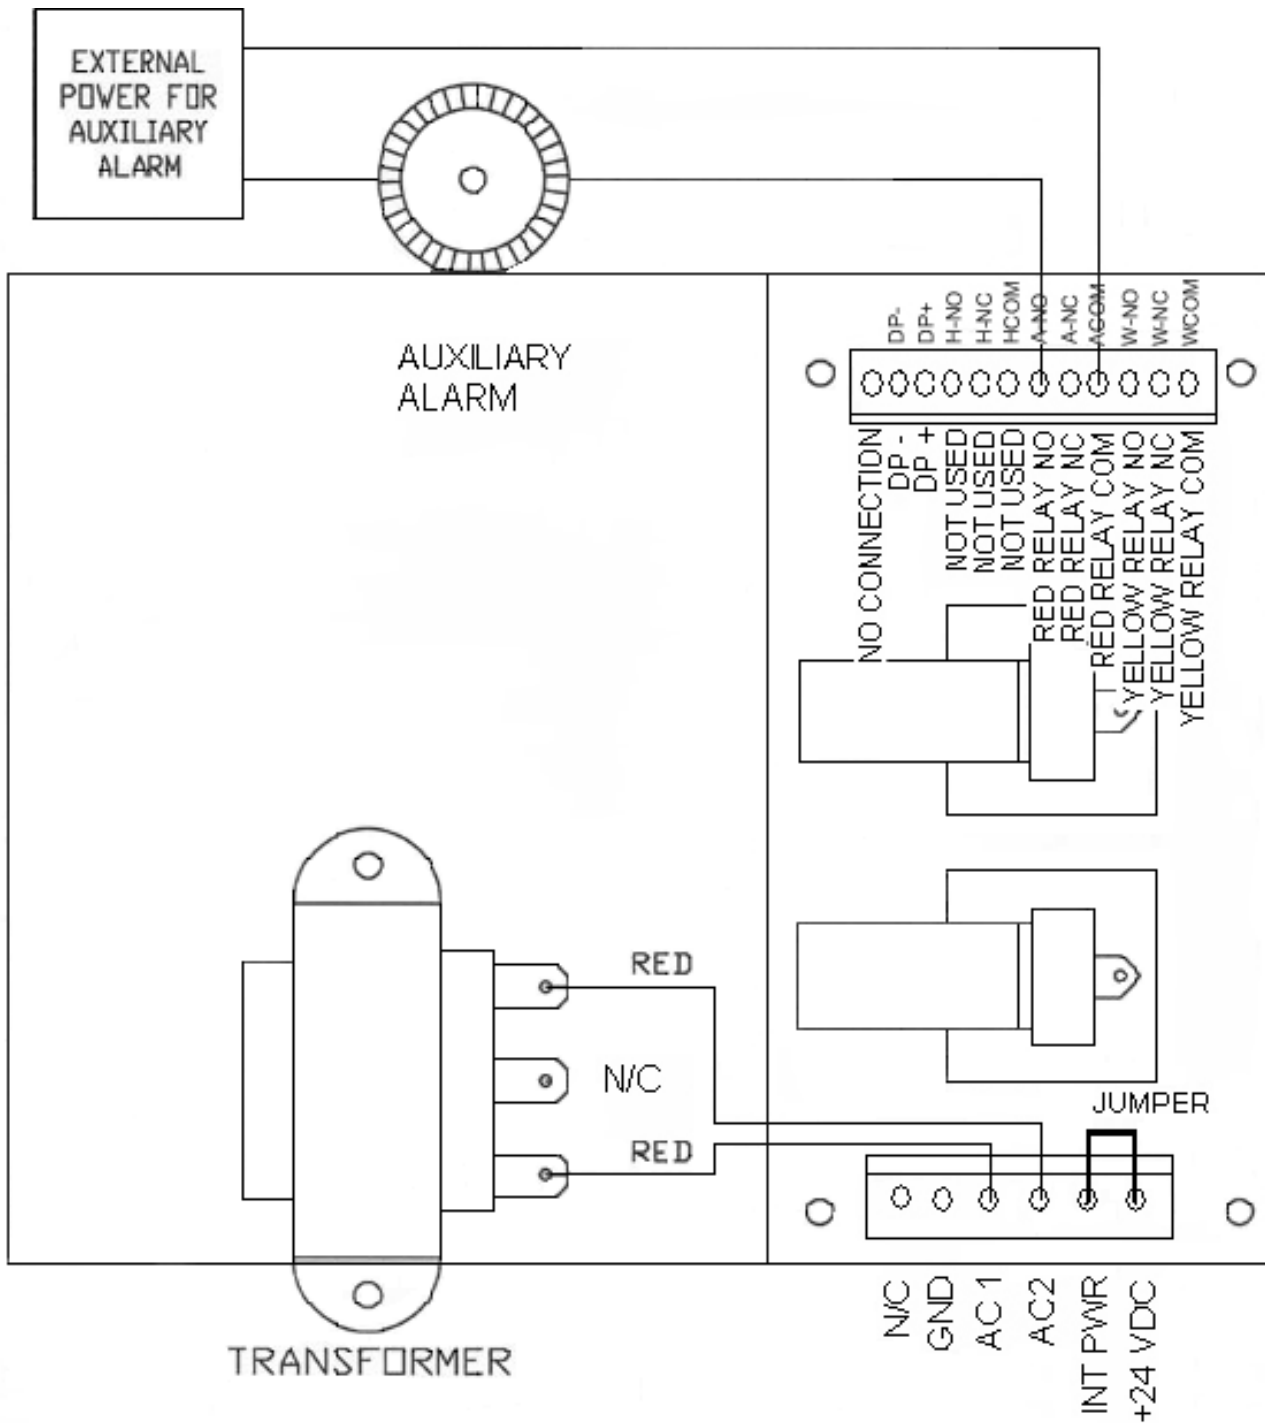 EXTERNAL
POWER FOR
AUXILIARY
ALARM
AUXILIARY
ALARM
DP-
DP+
H-NO
H-NC
HCOM
A-NO
A-NC
ACOM
W-NO
W-NC
WCOM
NO CONNECTION
DP -
DP +
NOT USED
NOT USED
NOT USED
RED RELAY NO
RED RELAY NC
RED RELAY COM
YELLOW RELAY NO
YELLOW RELAY NC
YELLOW RELAY COM
RED
N/C
RED
JUMPER
N/C
GND
AC 1
AC2
INT PWR
+24 VDC
TRANSFORMER